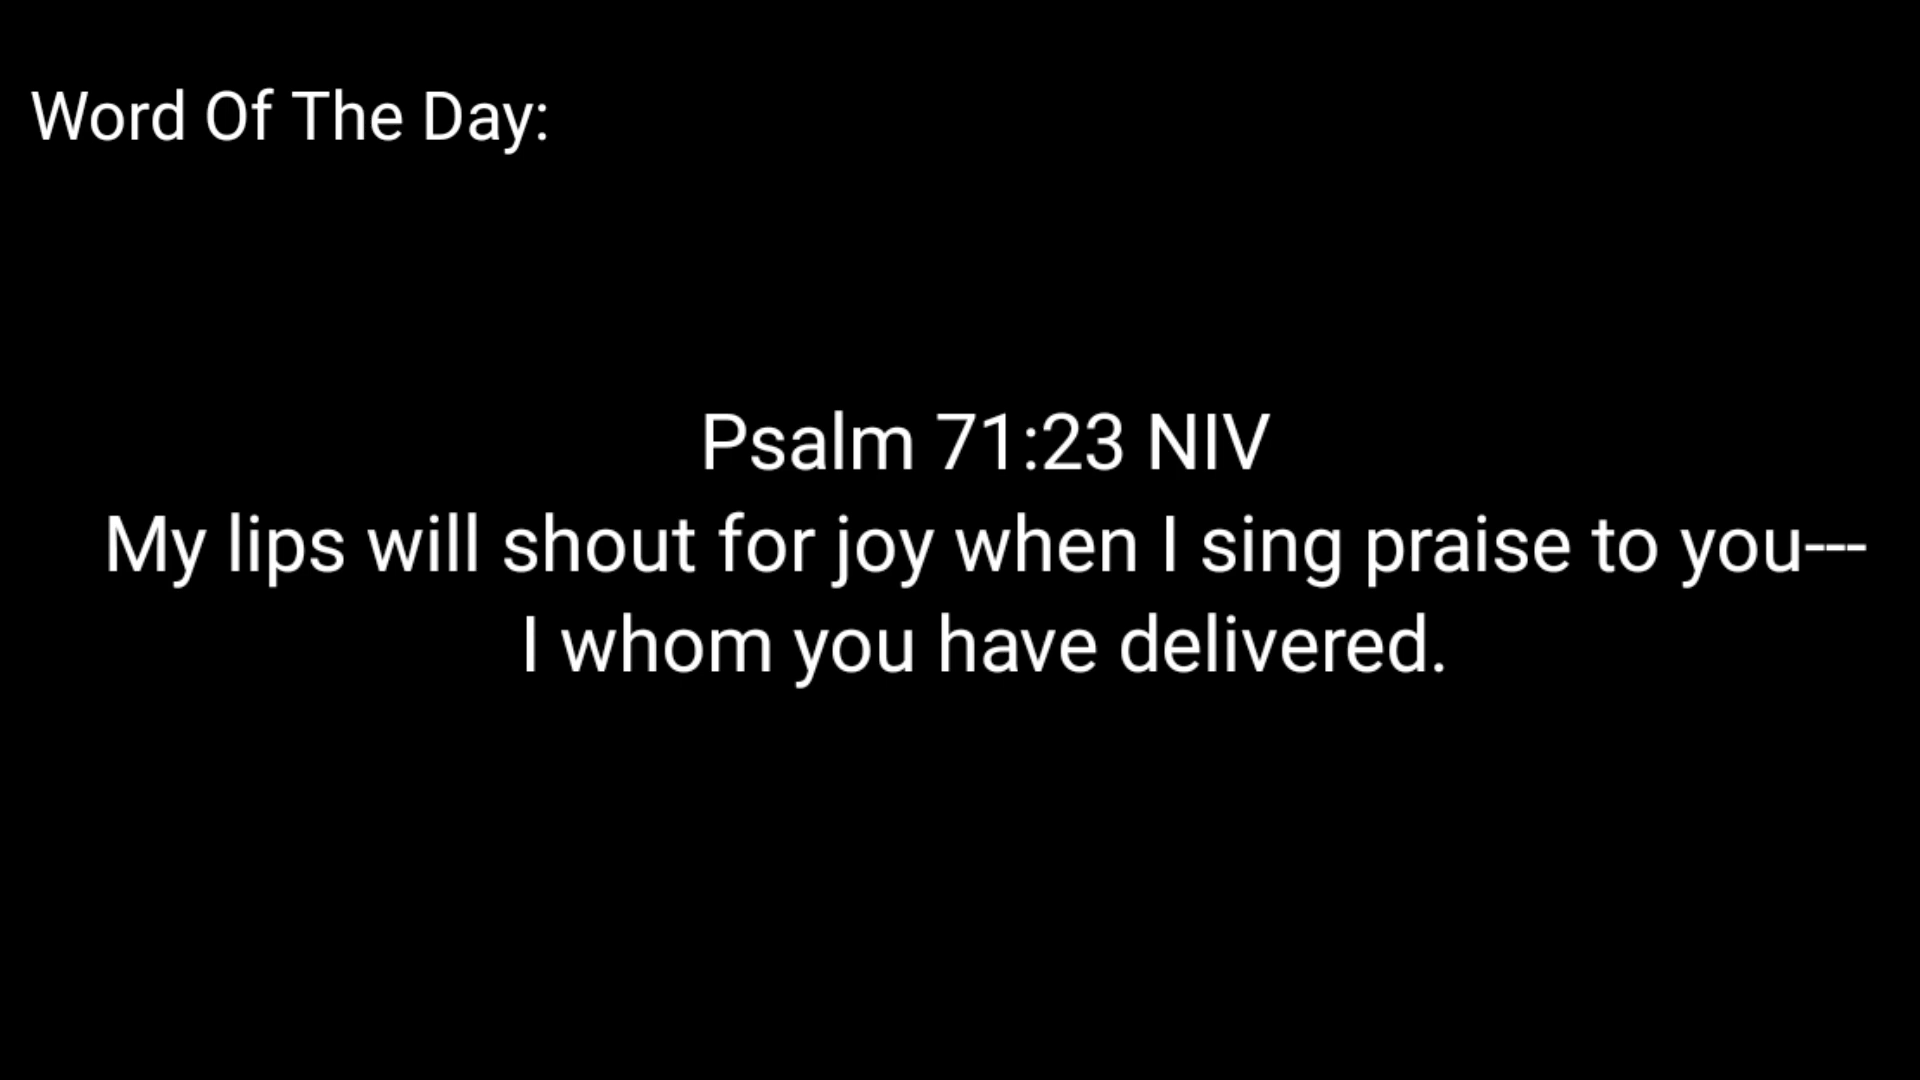 Word Of The Day:
Psalm 71:23 NIV
My lips will shout for joy when I sing praise to you---
I whom you have delivered.